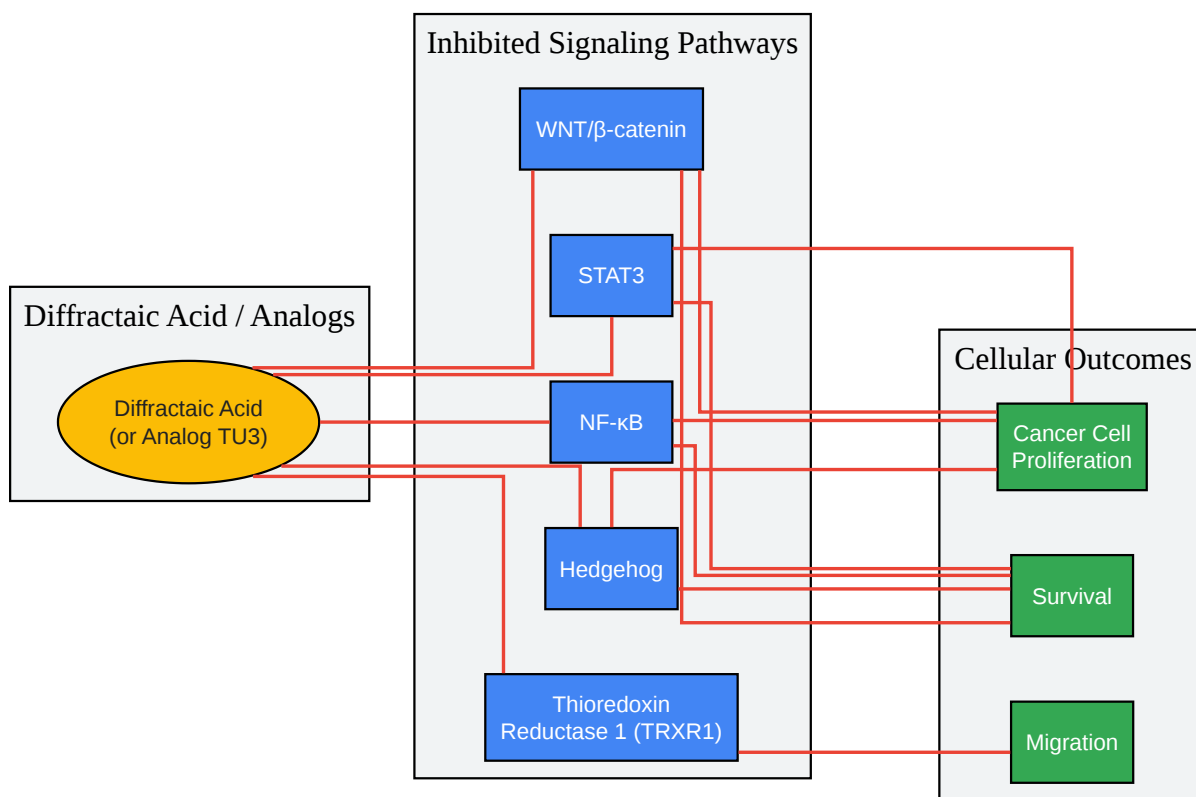 Inhibited Signaling Pathways
WNT/β-catenin
STAT3
Diffractaic Acid / Analogs
Diffractaic Acid
(or Analog TU3)
NF-κB
Hedgehog
Thioredoxin
Reductase 1 (TRXR1)
Cellular Outcomes
Cancer Cell
Proliferation
Survival
Migration